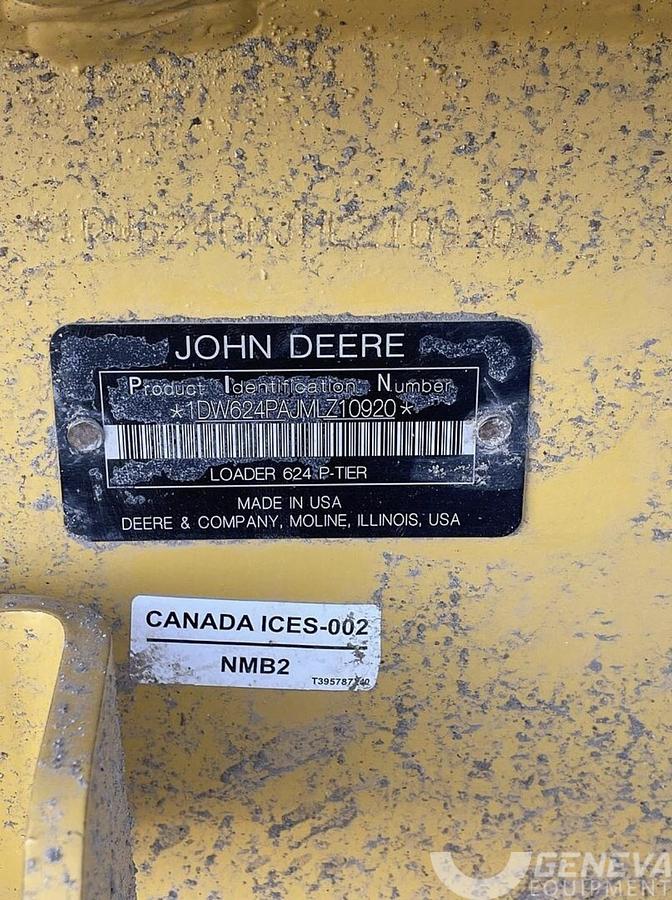 JOHN DEERE
Product Identification Number
*1DW624PAJMLZ10920*
LOADER 624 P-TIER
MADE IN USA
DEERE & COMPANY, MOLINE, ILLINOIS, USA
CANADA ICES-002
NMB2
GENEVA
EQUIPMENT